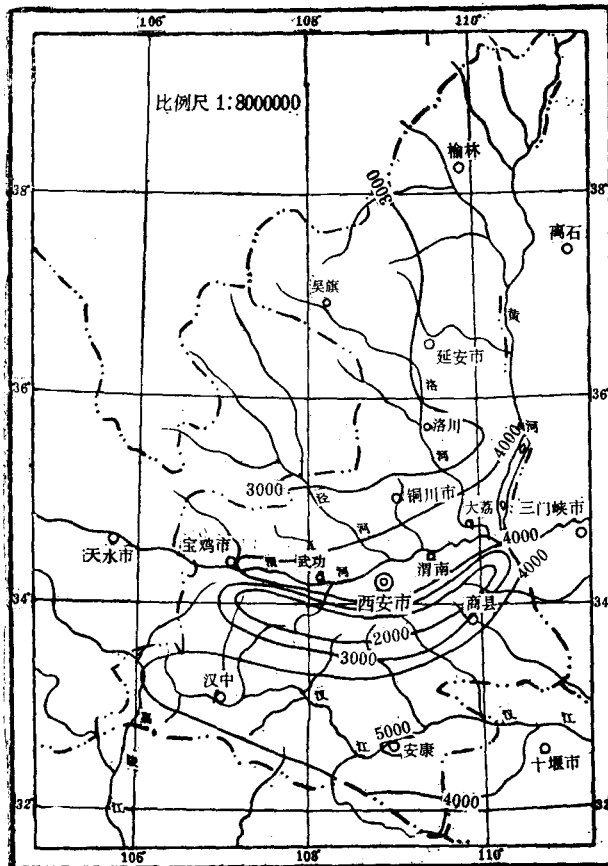 106°
108°
110°
比例尺 1:8000000
38°
38°
3000
榆林
离石
吴旗
黄
延安市
36°
36°
洛
洛川
河
4000
河
3000
铜川市
泾
河
大荔
三门峡市
4000
天水市
宝鸡市
渭
武功
河
渭南
4000
西安市
商县
34°
34°
2000
3000
汉中
汉
汉
江
嘉
陵
江
江
5000
安康
十堰市
32°
32°
4000
106°
108°
110°